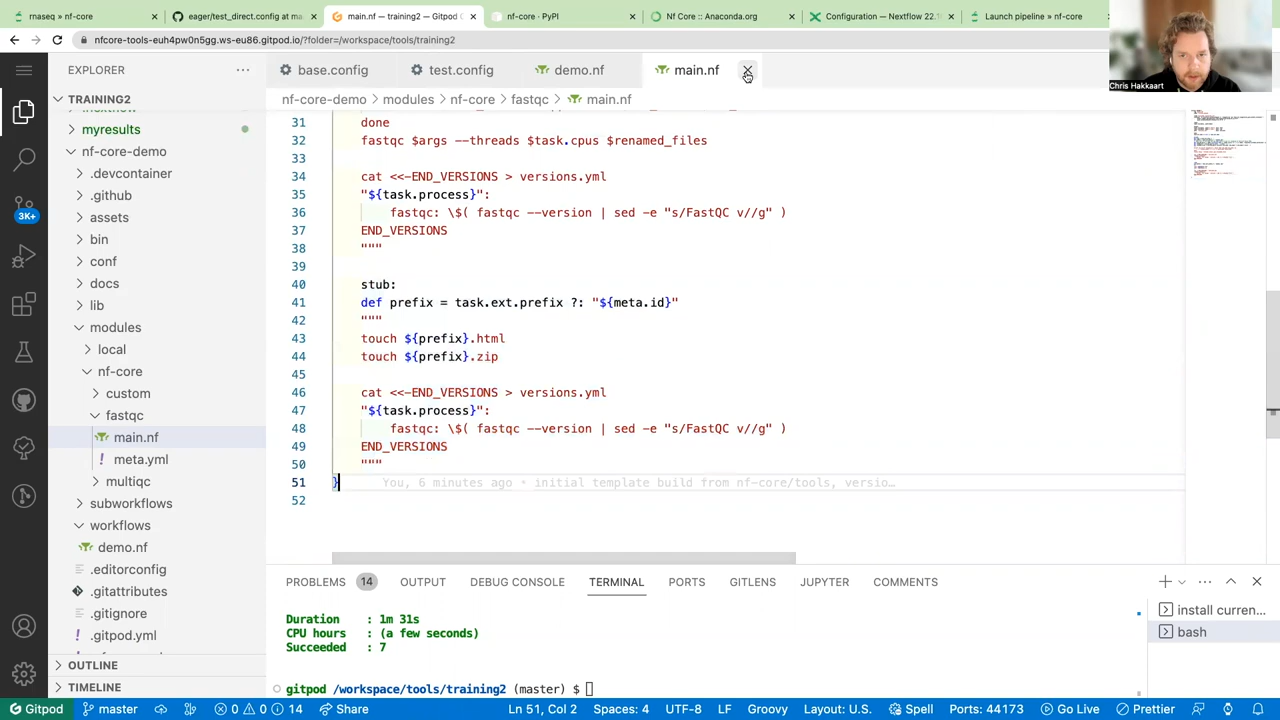 eager/test_direct.config
main.nf — training2 — Gitpod C
nf-core · PyPI
Nf Core :: Anaconda.org
Configuration — Nextflow 22.1
Launch pipeline » nf-core
nfcore-tools-euh4pw0n5gg.ws-eu86.gitpod.io/?folder=/workspace/tools/training2
Chris Hakkaart
EXPLORER
base.config
test.config
demo.nf
main.nf
TRAINING2
nf-core-demo > modules > nf-core > fastqc > main.nf
myresults
nf-core-demo
.devcontainer
.github
assets
bin
conf
docs
lib
modules
local
nf-core
custom
fastqc
main.nf
meta.yml
multiqc
subworkflows
workflows
demo.nf
.editorconfig
.gitattributes
.gitignore
.gitpod.yml
OUTLINE
TIMELINE
3K+
31 done
32 fastqc $args --threads $task.cpus $renamed_files
33
34 cat <<-END_VERSIONS > versions.yml
35 "${task.process}":
36 fastqc: \$( fastqc --version | sed -e "s/FastQC v//g" )
37 END_VERSIONS
38 """
39
40 stub:
41 def prefix = task.ext.prefix ?: "${meta.id}"
42 """
43 touch ${prefix}.html
44 touch ${prefix}.zip
45
46 cat <<-END_VERSIONS > versions.yml
47 "${task.process}":
48 fastqc: \$( fastqc --version | sed -e "s/FastQC v//g" )
49 END_VERSIONS
50 """
51 } You, 6 minutes ago • initial template build from nf-core/tools, versio…
52
PROBLEMS 14 OUTPUT DEBUG CONSOLE TERMINAL PORTS GITLENS JUPYTER COMMENTS
Duration : 1m 31s
CPU hours : (a few seconds)
Succeeded : 7
gitpod /workspace/tools/training2 (master) $
install curren...
bash
Gitpod master 0 0 14 Share Ln 51, Col 2 Spaces: 4 UTF-8 LF Groovy Layout: U.S. Spell Ports: 44173 Go Live Prettier